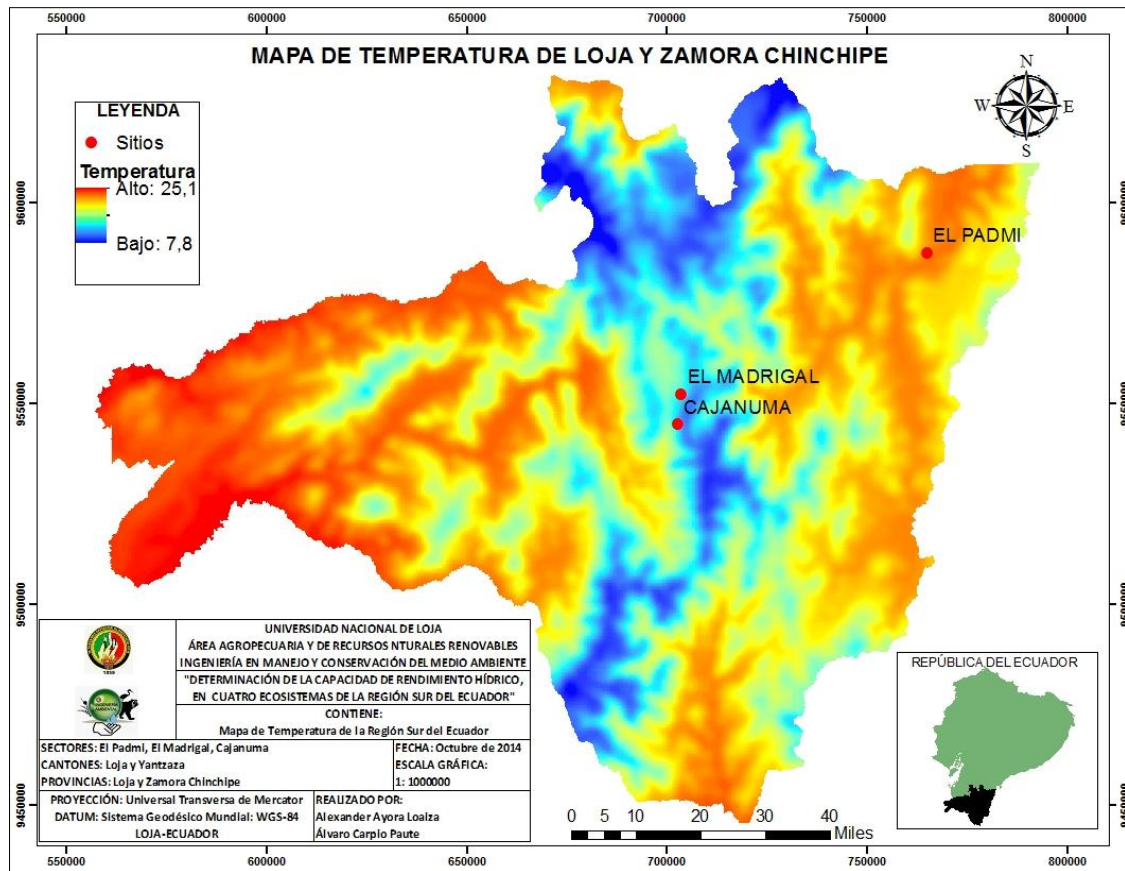 550000 600000 650000 700000 750000 800000
MAPA DE TEMPERATURA DE LOJA Y ZAMORA CHINCHIPE
LEYENDA
Sitios
Temperatura
Alto: 25,1
Bajo: 7,8
N
W E
S
9600000 9600000
EL PADMI
EL MADRIGAL
CAJANUMA
9550000 9550000
9500000 9500000
9450000 9450000
UNIVERSIDAD NACIONAL DE LOJA
ÁREA AGROPECUARIA Y DE RECURSOS NTURALES RENOVABLES
INGENIERÍA EN MANEJO Y CONSERVACIÓN DEL MEDIO AMBIENTE
"DETERMINACIÓN DE LA CAPACIDAD DE RENDIMIENTO HÍDRICO,
EN CUATRO ECOSISTEMAS DE LA REGIÓN SUR DEL ECUADOR"
CONTIENE:
Mapa de Temperatura de la Región Sur del Ecuador
SECTORES: El Padmi, El Madrigal, Cajanuma
CANTONES: Loja y Yantzaza
PROVINCIAS: Loja y Zamora Chinchipe
FECHA: Octubre de 2014
ESCALA GRÁFICA:
1: 1000000
PROYECCIÓN: Universal Transversa de Mercator
DATUM: Sistema Geodésico Mundial: WGS-84
LOJA-ECUADOR
REALIZADO POR:
Alexander Ayora Loaiza
Álvaro Carpio Paute
0 5 10 20 30 40
Miles
REPÚBLICA DEL ECUADOR
550000 600000 650000 700000 750000 800000